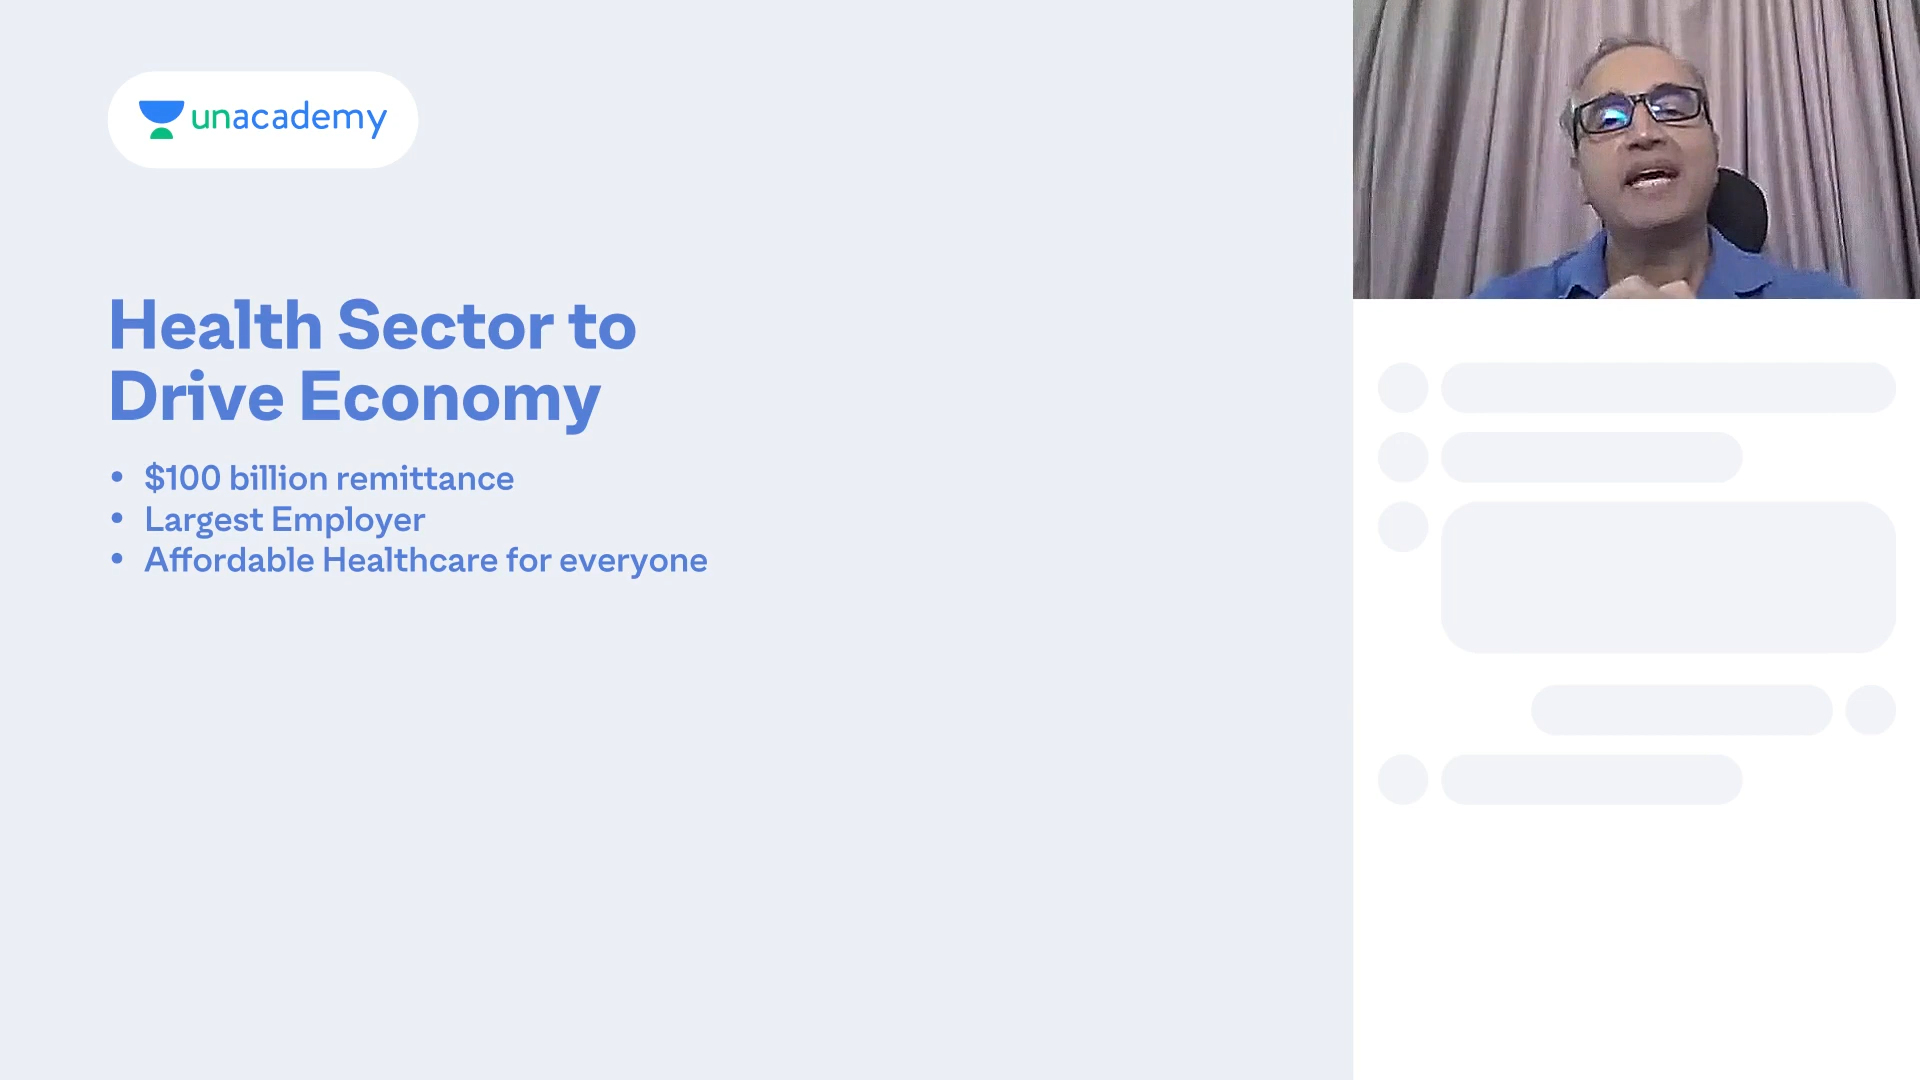 unacademy
Health Sector to
Drive Economy
• $100 billion remittance
• Largest Employer
• Affordable Healthcare for everyone